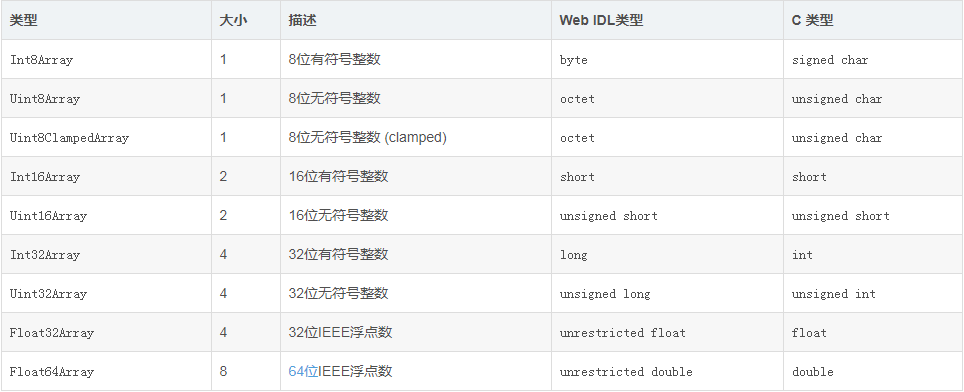 类型 大小 描述 Web IDL类型 C 类型
Int8Array 1 8位有符号整数 byte signed char
Uint8Array 1 8位无符号整数 octet unsigned char
Uint8ClampedArray 1 8位无符号整数 (clamped) octet unsigned char
Int16Array 2 16位有符号整数 short short
Uint16Array 2 16位无符号整数 unsigned short unsigned short
Int32Array 4 32位有符号整数 long int
Uint32Array 4 32位无符号整数 unsigned long unsigned int
Float32Array 4 32位IEEE浮点数 unrestricted float float
Float64Array 8 64位IEEE浮点数 unrestricted double double